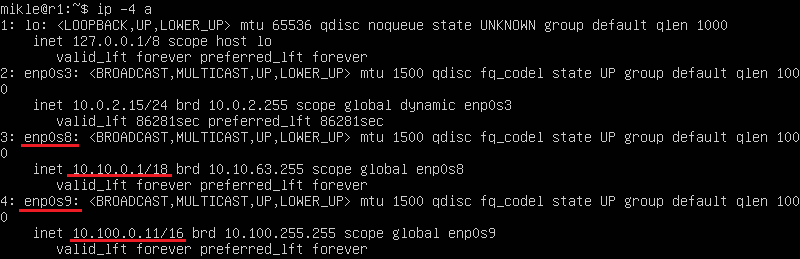 mikle@r1:~$ ip -4 a
1: lo: <LOOPBACK,UP,LOWER_UP> mtu 65536 qdisc noqueue state UNKNOWN group default qlen 1000
    inet 127.0.0.1/8 scope host lo
       valid_lft forever preferred_lft forever
2: enp0s3: <BROADCAST,MULTICAST,UP,LOWER_UP> mtu 1500 qdisc fq_codel state UP group default qlen 100
0
    inet 10.0.2.15/24 brd 10.0.2.255 scope global dynamic enp0s3
       valid_lft 86281sec preferred_lft 86281sec
3: enp0s8: <BROADCAST,MULTICAST,UP,LOWER_UP> mtu 1500 qdisc fq_codel state UP group default qlen 100
0
    inet 10.10.0.1/18 brd 10.10.63.255 scope global enp0s8
       valid_lft forever preferred_lft forever
4: enp0s9: <BROADCAST,MULTICAST,UP,LOWER_UP> mtu 1500 qdisc fq_codel state UP group default qlen 100
0
    inet 10.100.0.11/16 brd 10.100.255.255 scope global enp0s9
       valid_lft forever preferred_lft forever